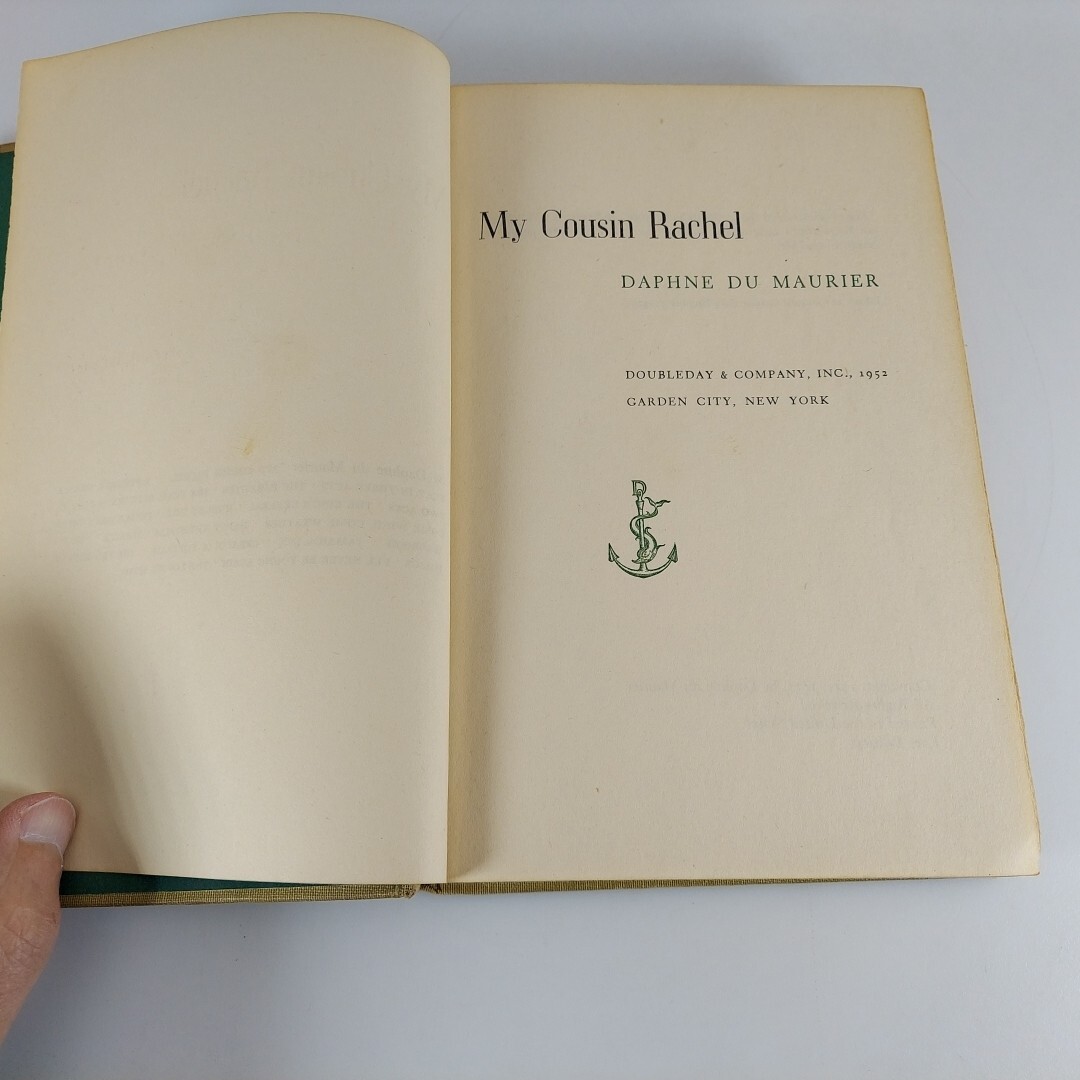 My Cousin Rachel
DAPHNE DU MAURIER
DOUBLEDAY & COMPANY, INC., 1952
GARDEN CITY, NEW YORK
D